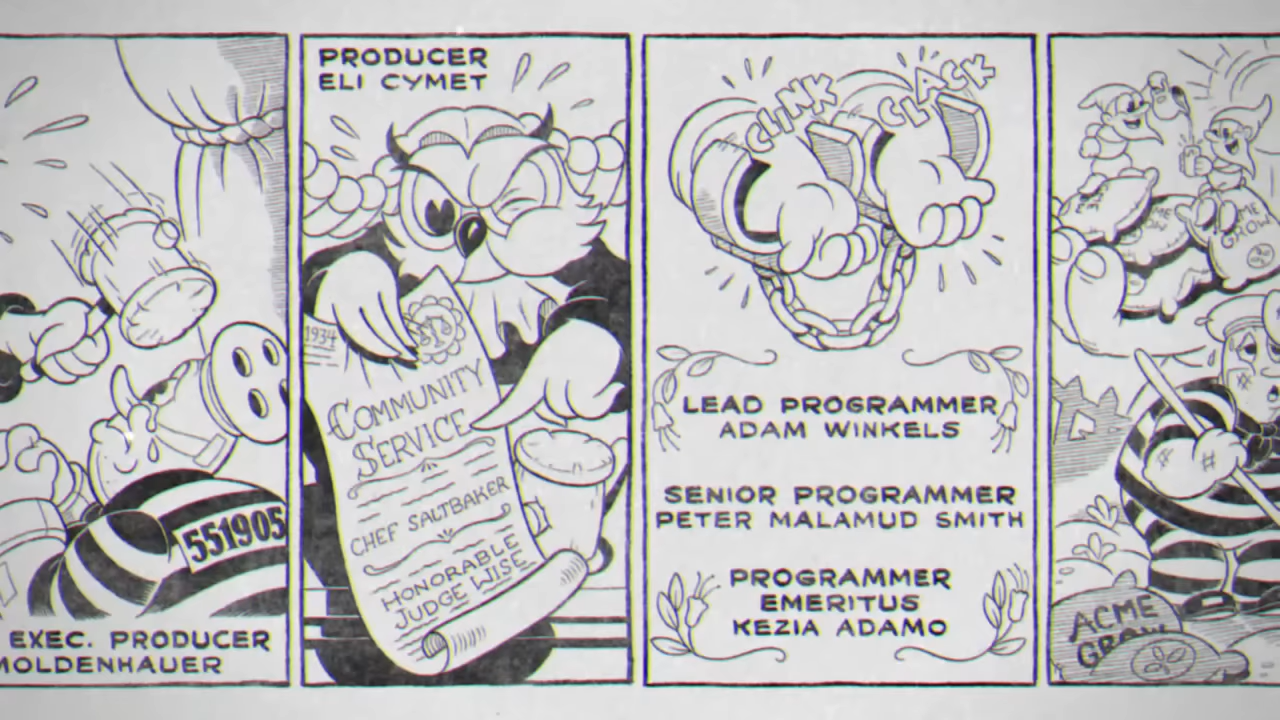 551905
EXEC. PRODUCER
MOLDENHAUER
PRODUCER
ELI CYMET
1934
COMMUNITY
SERVICE
CHEF SALTBAKER
HONORABLE
JUDGE WISE
CLINK
CLACK
LEAD PROGRAMMER
ADAM WINKELS
SENIOR PROGRAMMER
PETER MALAMUD SMITH
PROGRAMMER
EMERITUS
KEZIA ADAMO
GROW
ACME
GROW